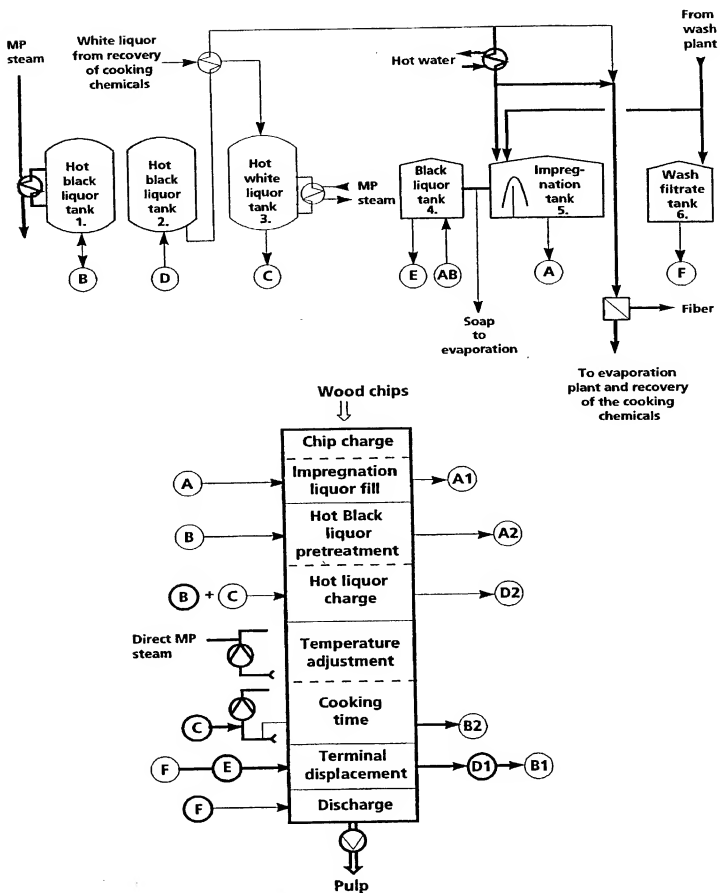 From
wash
plant
MP
steam
White liquor
from recovery
of cooking
chemicals
Hot water
Hot
black
liquor
tank
1.
Hot
black
liquor
tank
2.
Hot
white
liquor
tank
3.
MP
steam
Black
liquor
tank
4.
Impreg-
nation
tank
5.
Wash
filtrate
tank
6.
B
D
C
E
AB
A
F
Soap
to
evaporation
Fiber
To evaporation
plant and recovery
of the cooking
chemicals
Wood chips
Chip charge
A
Impregnation
liquor fill
A1
B
Hot Black
liquor
pretreatment
A2
B + C
Hot liquor
charge
D2
Direct MP
steam
Temperature
adjustment
C
Cooking
time
B2
F
E
Terminal
displacement
D1
B1
F
Discharge
Pulp